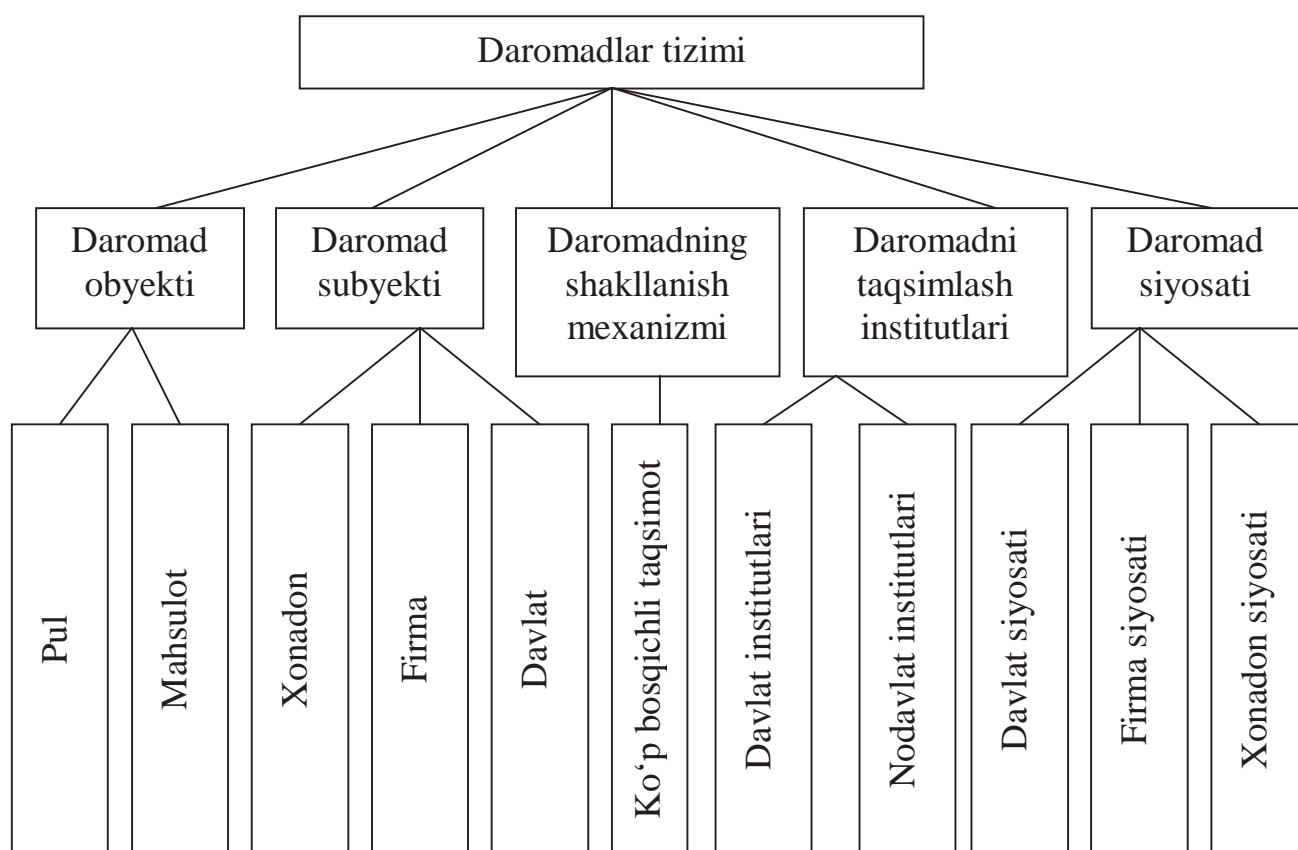 Daromadlar tizimi
Daromad
obyekti
Daromad
subyekti
Daromadning
shakllanish
mexanizmi
Daromadni
taqsimlash
institutlari
Daromad
siyosati
Pul
Mahsulot
Xonadon
Firma
Davlat
Ko‘p bosqichli taqsimot
Davlat institutlari
Nodavlat institutlari
Davlat siyosati
Firma siyosati
Xonadon siyosati